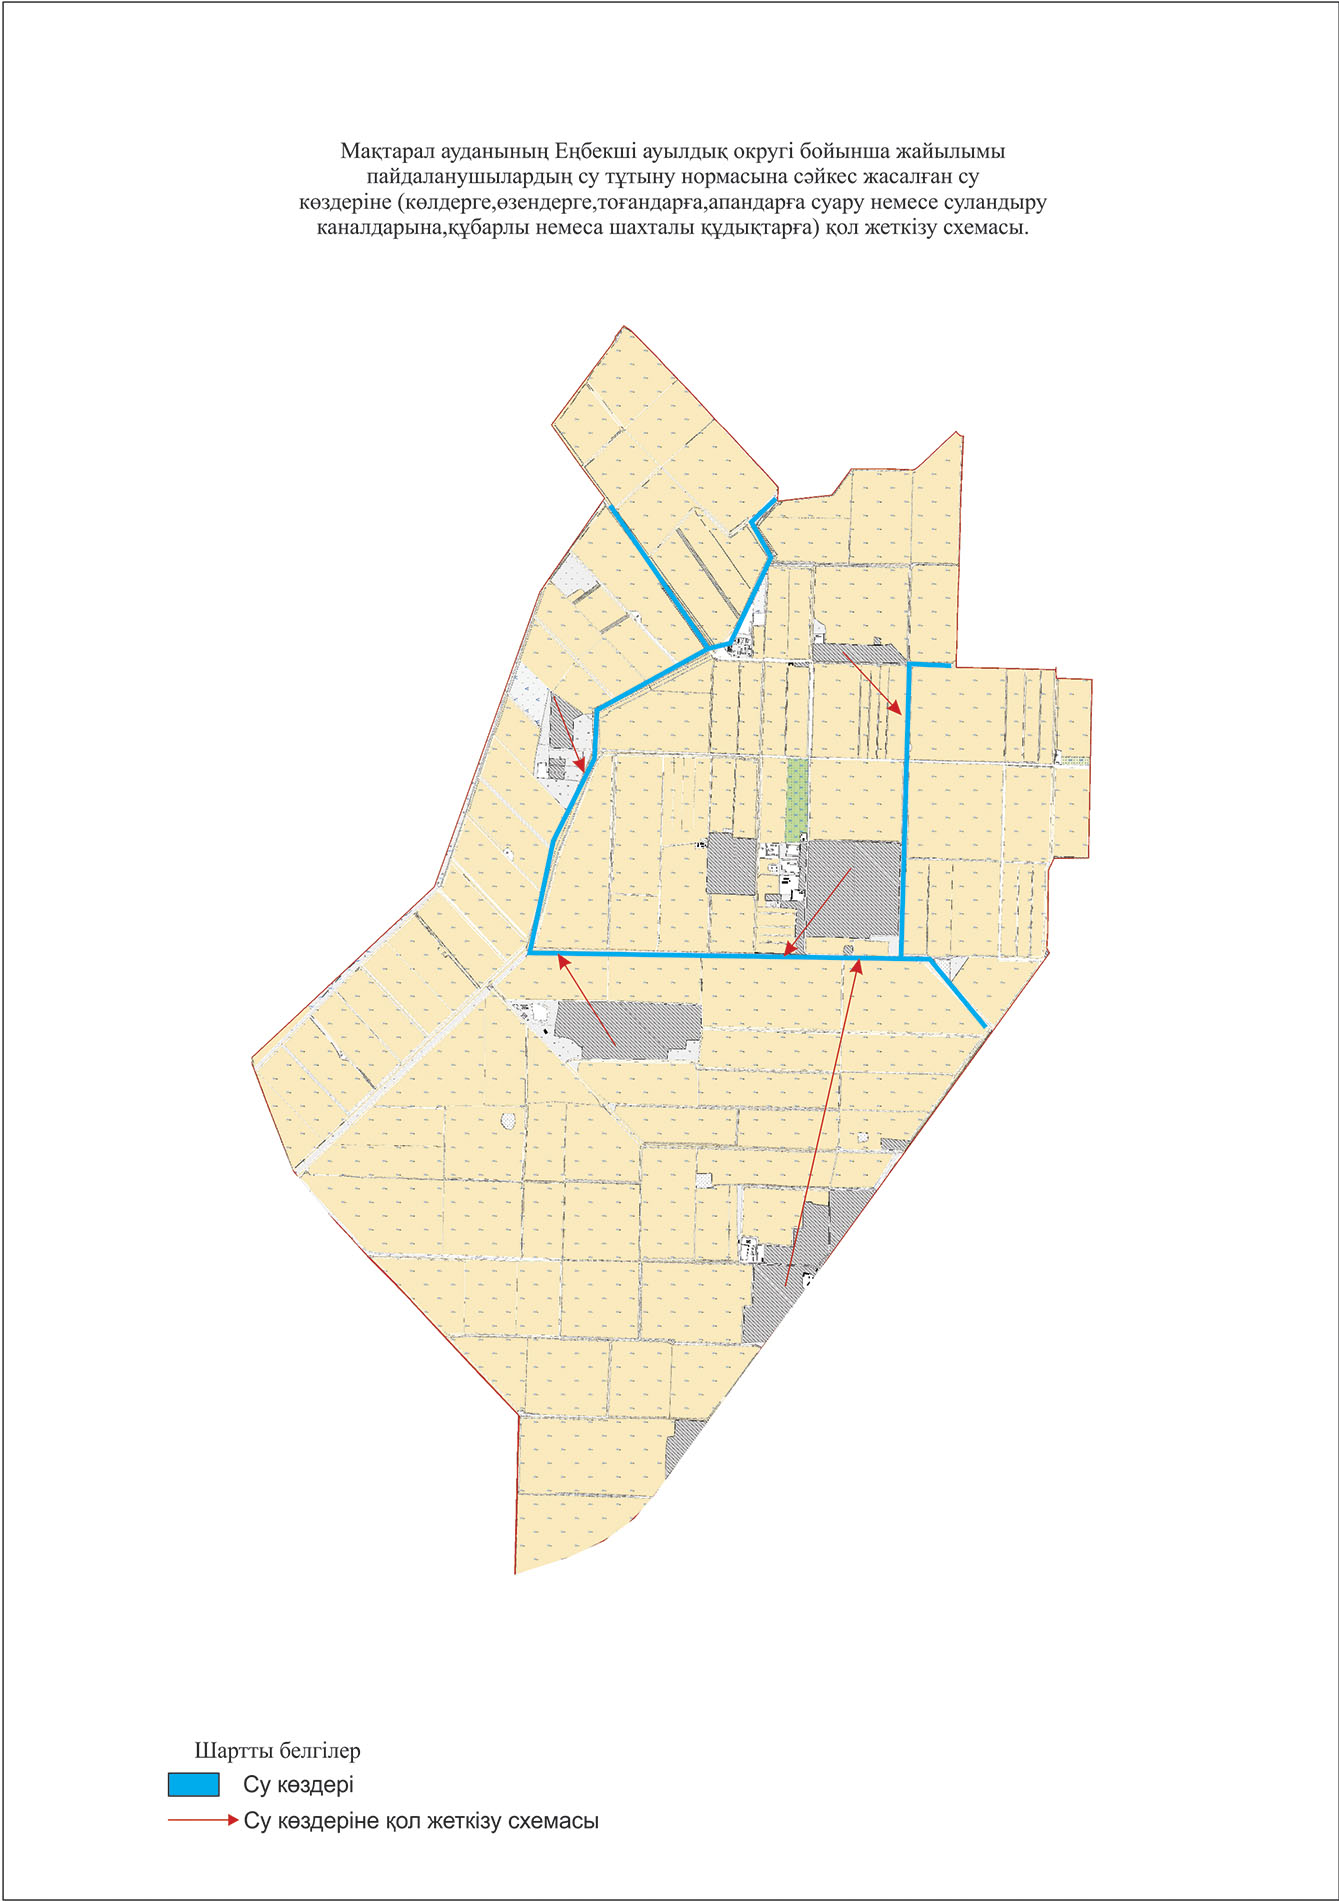 Мақтарал ауданының Еңбекші ауылдық округі бойынша жайылымы
пайдаланушылардың су тұтыну нормасына сәйкес жасалған су
көздеріне (көлдерге,өзендерге,тоғандарға,апандарға суару немесе суландыру
каналдарына,құбарлы немеса шахталы құдықтарға) қол жеткізу схемасы.
Шартты белгілер
Су көздері
Су көздеріне қол жеткізу схемасы